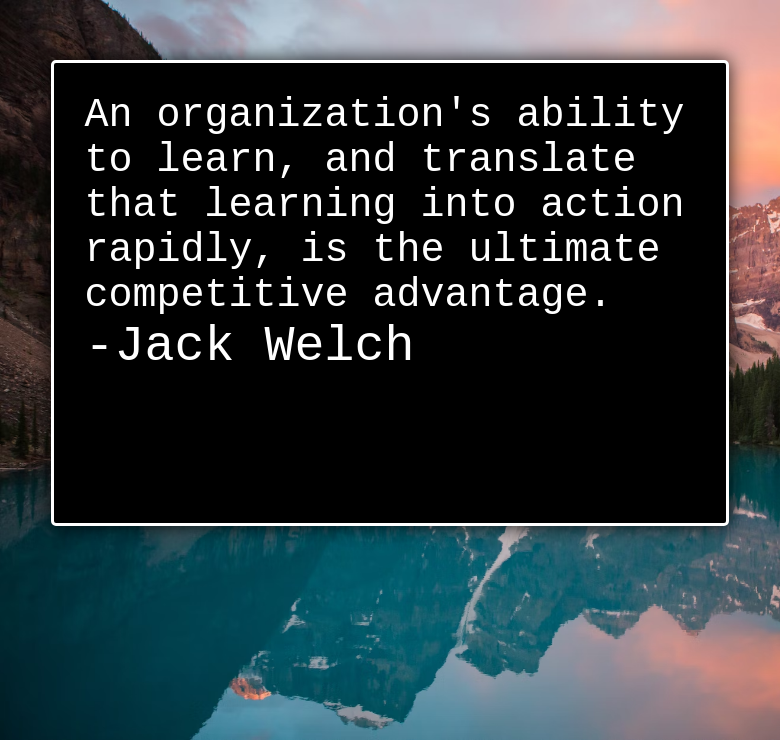 An organization's ability
to learn, and translate
that learning into action
rapidly, is the ultimate
competitive advantage.
-Jack Welch